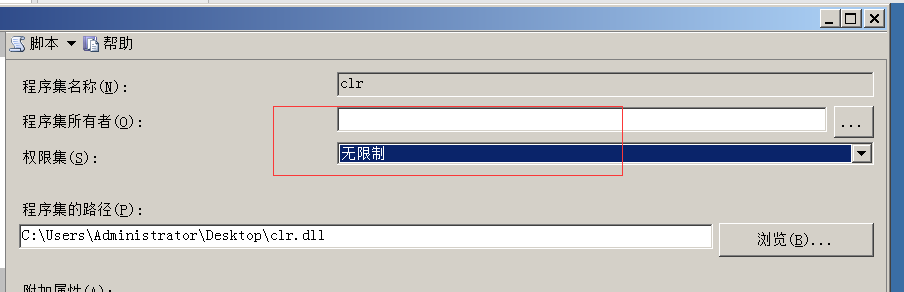 脚本 帮助
程序集名称(N): clr
程序集所有者(O): ...
权限集(S): 无限制
程序集的路径(P):
C:\Users\Administrator\Desktop\clr.dll 浏览(B)...
附加属性(A):